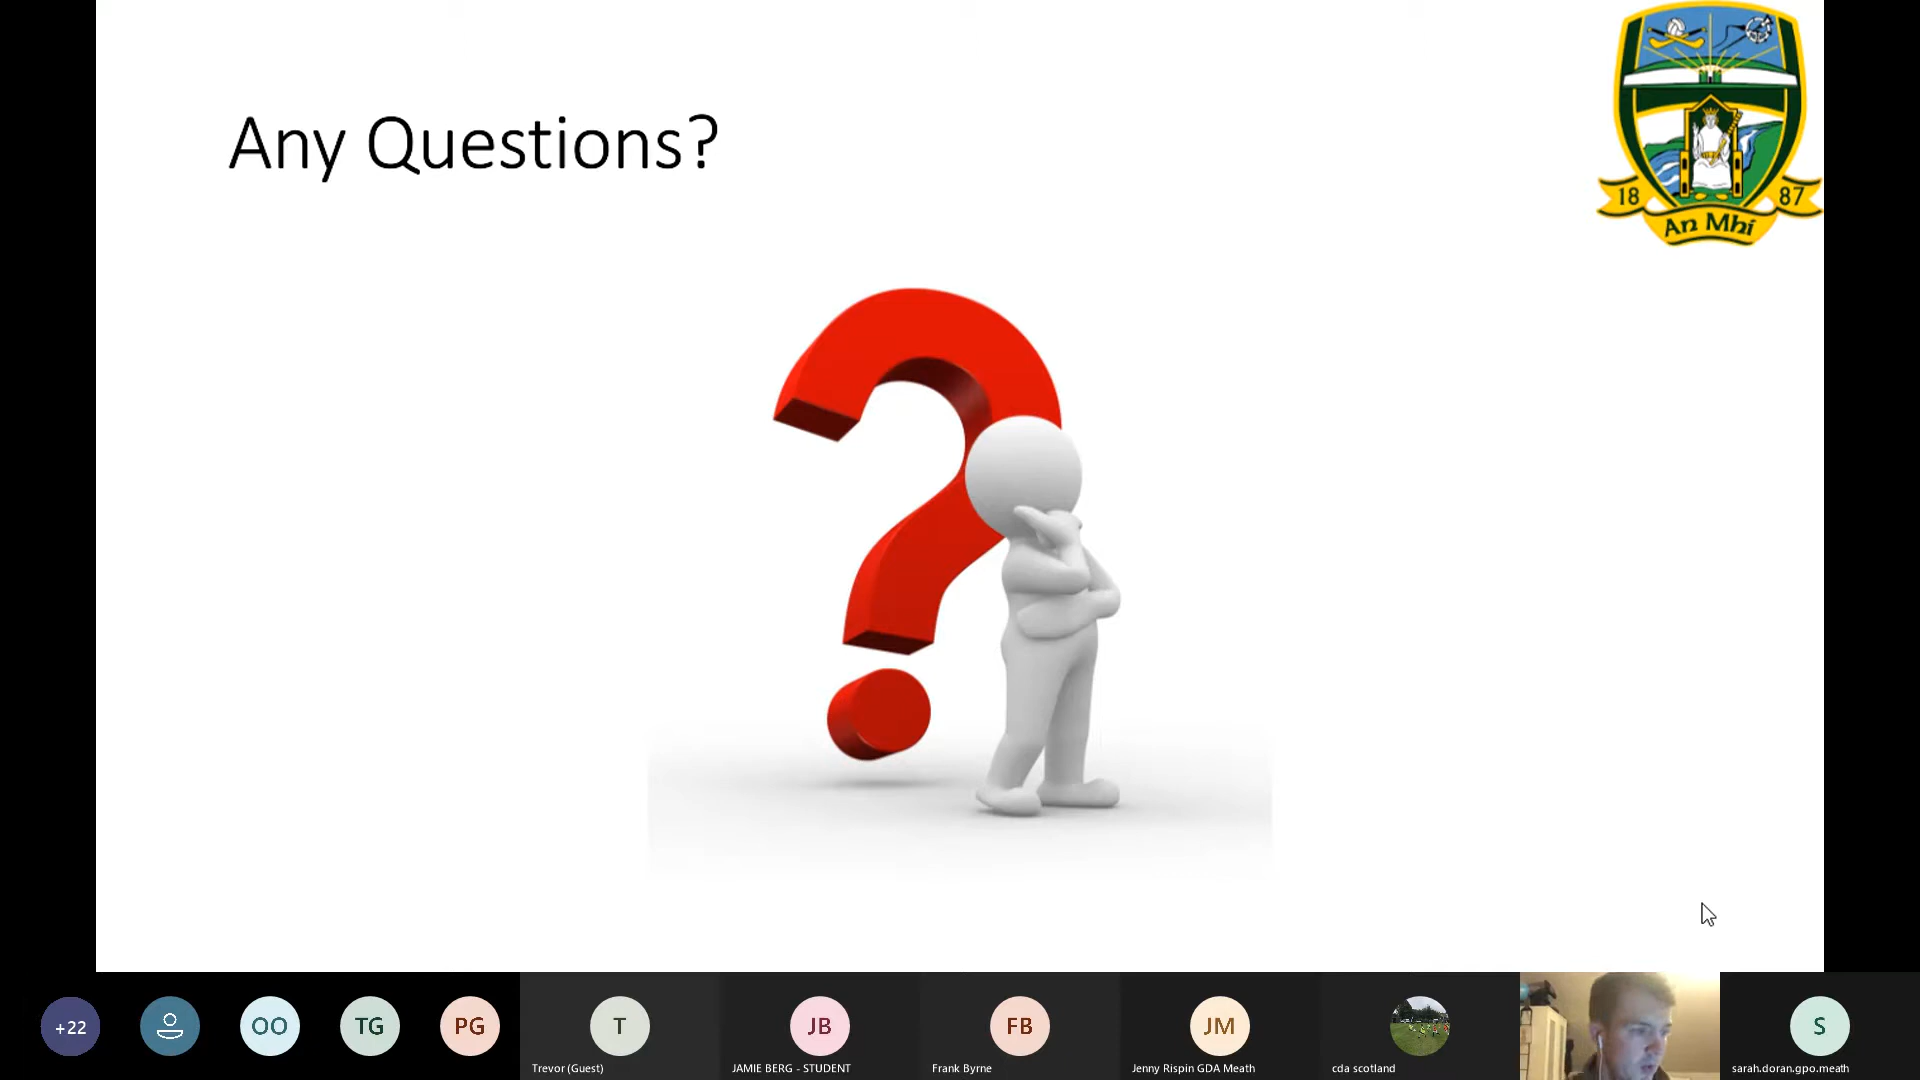 Any Questions?
18 87
An Mhí
+22
OO
TG
PG
T
JB
FB
JM
S
Trevor (Guest)
JAMIE BERG - STUDENT
Frank Byrne
Jenny Rispin GDA Meath
cda scotland
sarah.doran.gpo.meath